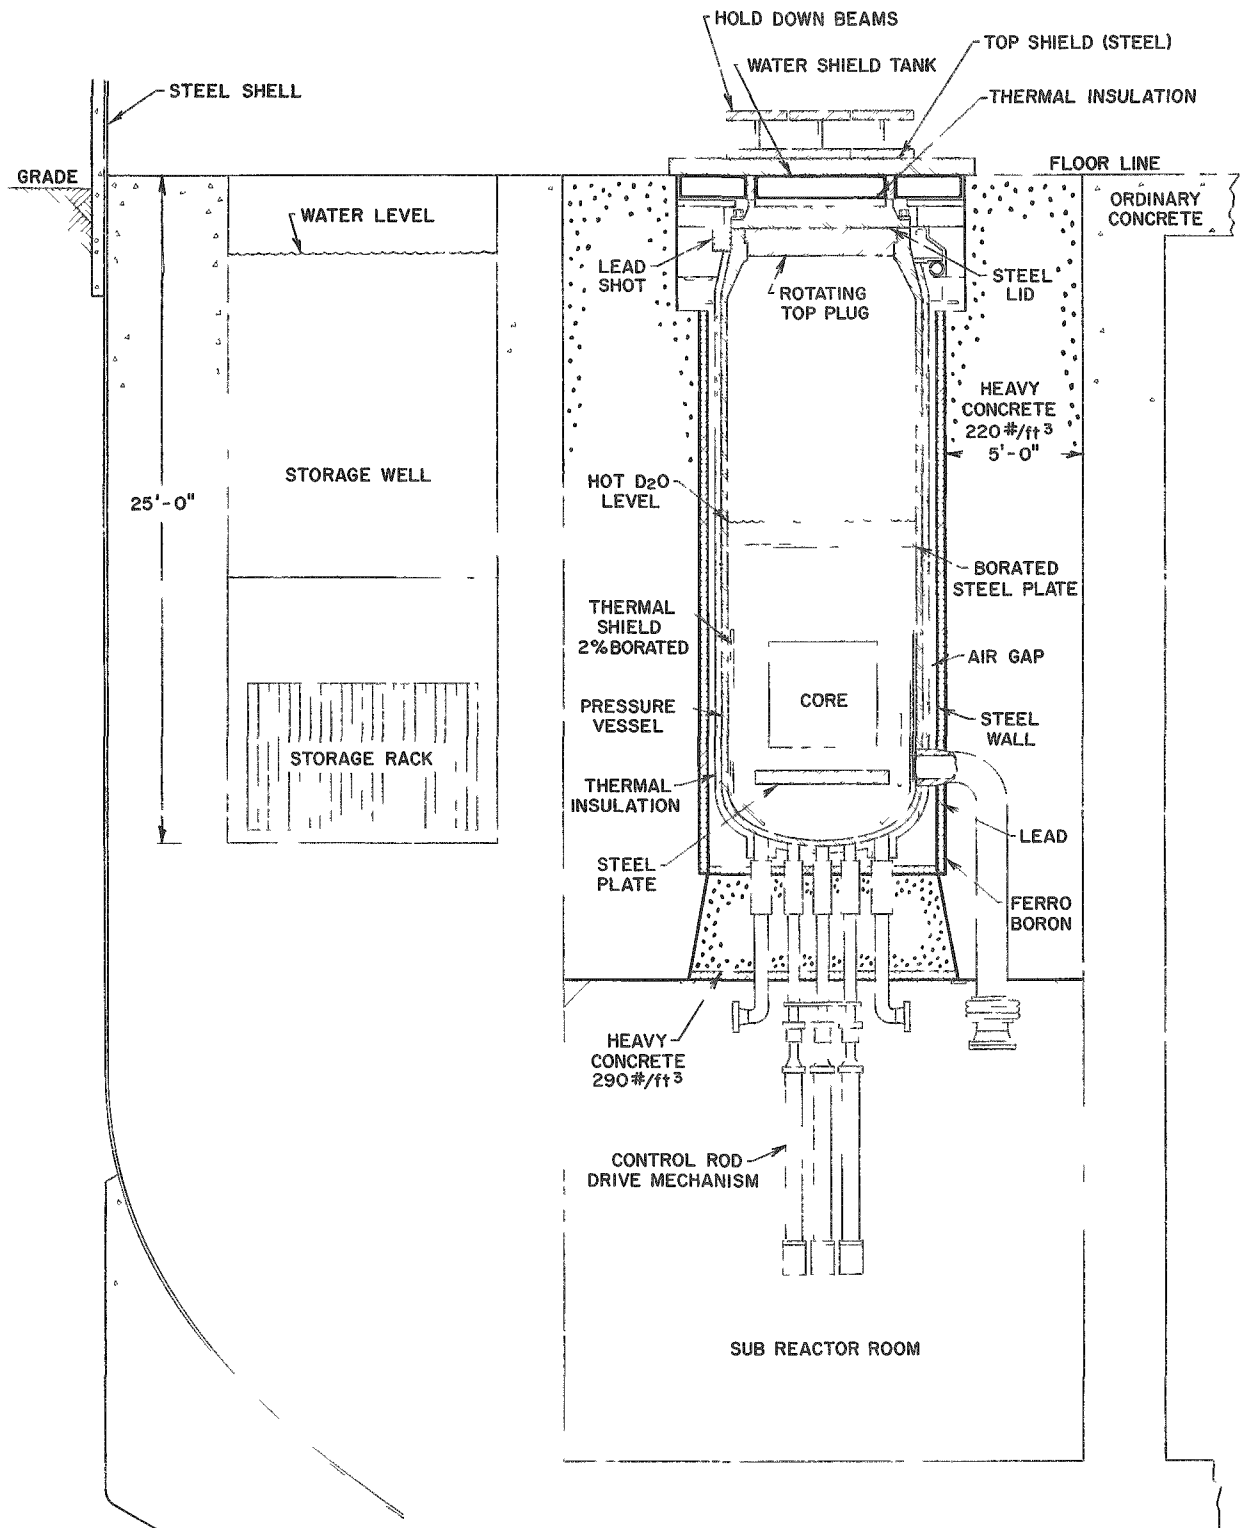 HOLD DOWN BEAMS
TOP SHIELD (STEEL)
WATER SHIELD TANK
STEEL SHELL
THERMAL INSULATION
FLOOR LINE
GRADE
ORDINARY
CONCRETE
WATER LEVEL
LEAD
SHOT
STEEL
LID
ROTATING
TOP PLUG
HEAVY
CONCRETE
220#/ft3
5'-0"
STORAGE WELL
HOT D2O
LEVEL
25'-0"
BORATED
STEEL PLATE
THERMAL
SHIELD
2% BORATED
AIR GAP
CORE
PRESSURE
VESSEL
STEEL
WALL
STORAGE RACK
THERMAL
INSULATION
LEAD
STEEL
PLATE
FERRO
BORON
HEAVY
CONCRETE
290#/ft3
CONTROL ROD
DRIVE MECHANISM
SUB REACTOR ROOM